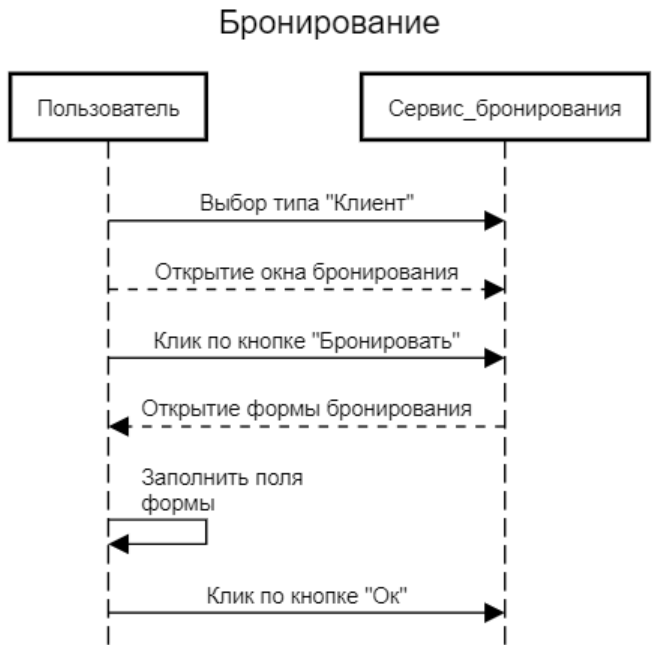 Бронирование
Пользователь
Сервис_бронирования
Выбор типа "Клиент"
Открытие окна бронирования
Клик по кнопке "Бронировать"
Открытие формы бронирования
Заполнить поля
формы
Клик по кнопке "Ок"